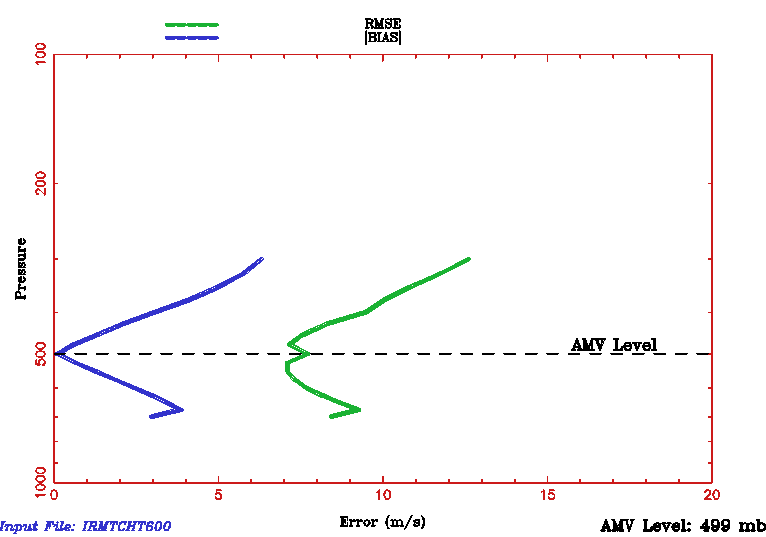 RMSE
|BIAS|
100
200
500
1000
Pressure
AMV Level
0 5 10 15 20
Error (m/s)
Input File: IRMTCHT600
AMV Level: 499 mb